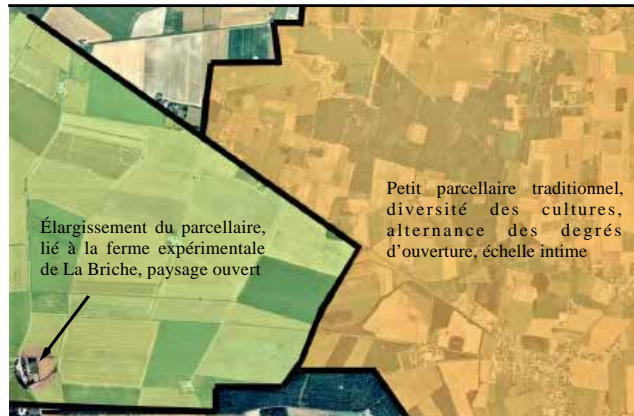 Élargissement du parcellaire,
lié à la ferme expérimentale
de La Briche, paysage ouvert
Petit parcellaire traditionnel,
diversité des cultures,
alternance des degrés
d'ouverture, échelle intime